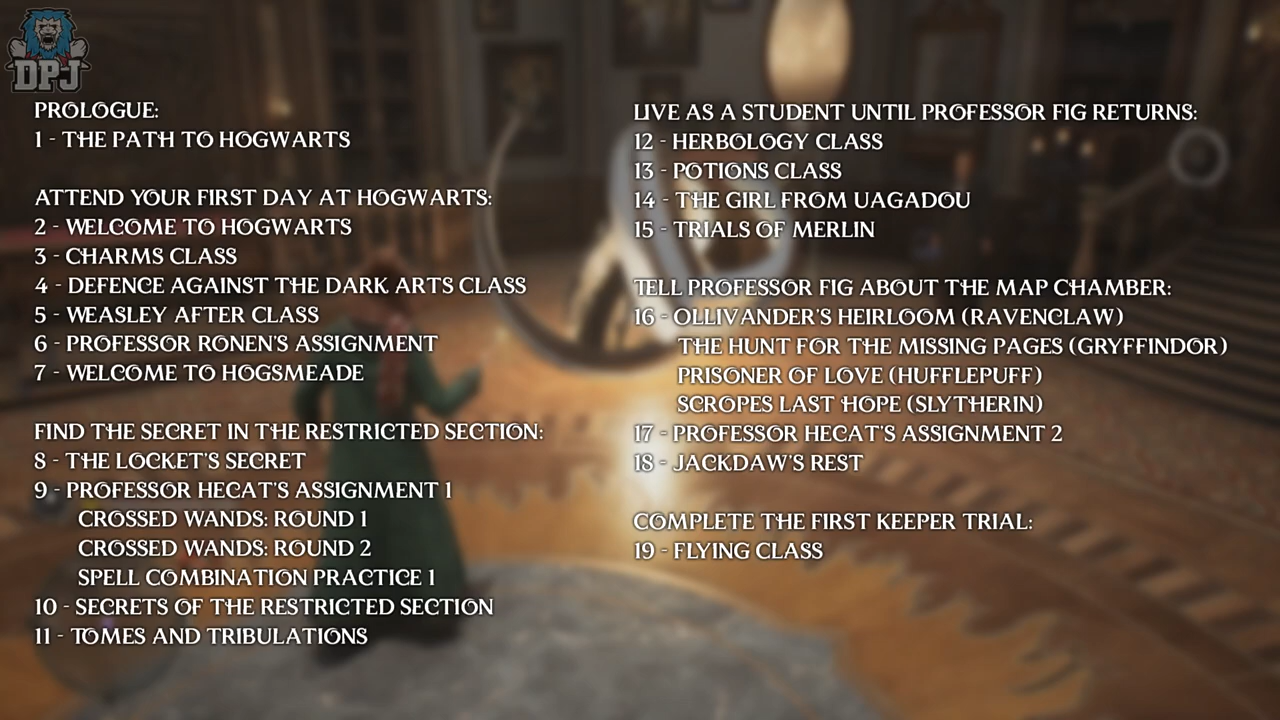 DPJ
PROLOGUE:
1 - THE PATH TO HOGWARTS
ATTEND YOUR FIRST DAY AT HOGWARTS:
2 - WELCOME TO HOGWARTS
3 - CHARMS CLASS
4 - DEFENCE AGAINST THE DARK ARTS CLASS
5 - WEASLEY AFTER CLASS
6 - PROFESSOR RONEN'S ASSIGNMENT
7 - WELCOME TO HOGSMEADE
FIND THE SECRET IN THE RESTRICTED SECTION:
8 - THE LOCKET'S SECRET
9 - PROFESSOR HECAT'S ASSIGNMENT 1
CROSSED WANDS: ROUND 1
CROSSED WANDS: ROUND 2
SPELL COMBINATION PRACTICE 1
10 - SECRETS OF THE RESTRICTED SECTION
11 - TOMES AND TRIBULATIONS
LIVE AS A STUDENT UNTIL PROFESSOR FIG RETURNS:
12 - HERBOLOGY CLASS
13 - POTIONS CLASS
14 - THE GIRL FROM UAGADOU
15 - TRIALS OF MERLIN
TELL PROFESSOR FIG ABOUT THE MAP CHAMBER:
16 - OLLIVANDER'S HEIRLOOM (RAVENCLAW)
THE HUNT FOR THE MISSING PAGES (GRYFFINDOR)
PRISONER OF LOVE (HUFFLEPUFF)
SCROPES LAST HOPE (SLYTHERIN)
17 - PROFESSOR HECAT'S ASSIGNMENT 2
18 - JACKDAW'S REST
COMPLETE THE FIRST KEEPER TRIAL:
19 - FLYING CLASS